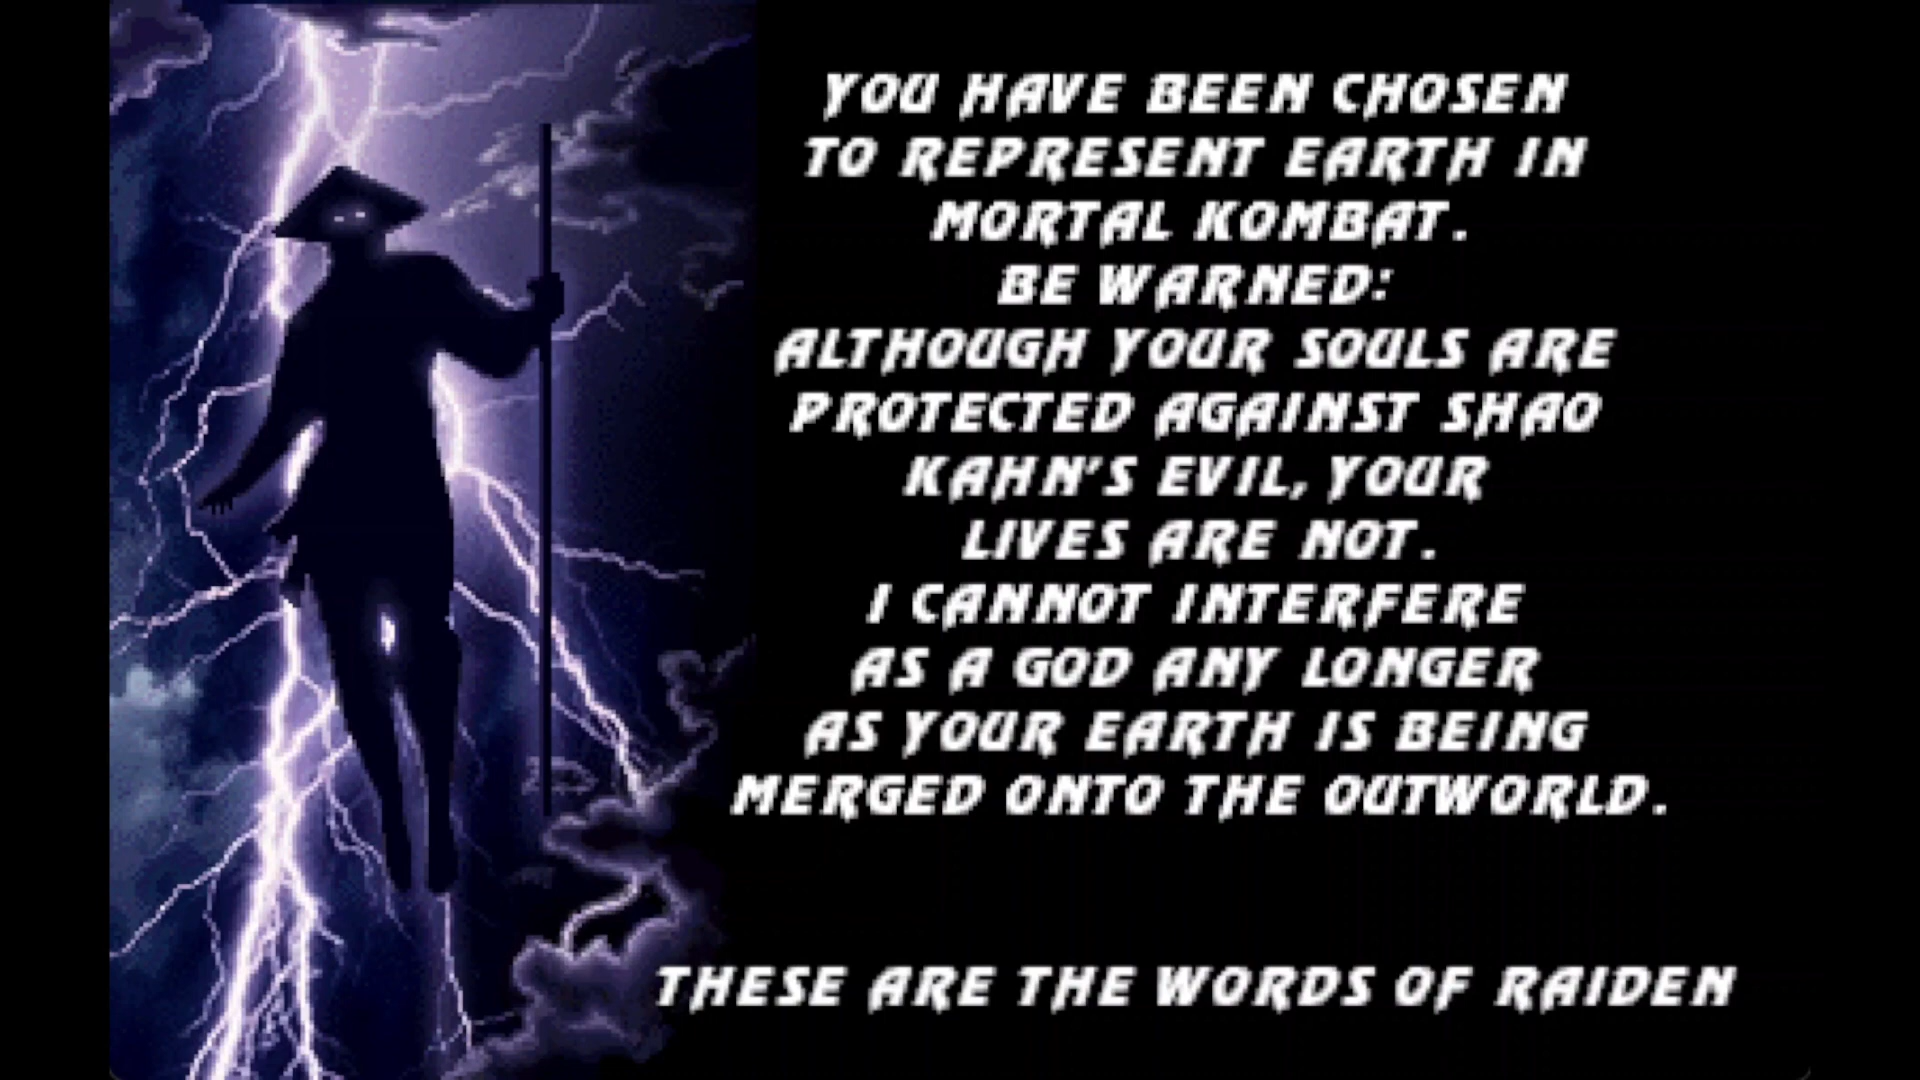 YOU HAVE BEEN CHOSEN
TO REPRESENT EARTH IN
MORTAL KOMBAT.
BE WARNED:
ALTHOUGH YOUR SOULS ARE
PROTECTED AGAINST SHAO
KAHN'S EVIL, YOUR
LIVES ARE NOT.
I CANNOT INTERFERE
AS A GOD ANY LONGER
AS YOUR EARTH IS BEING
MERGED ONTO THE OUTWORLD.
THESE ARE THE WORDS OF RAIDEN